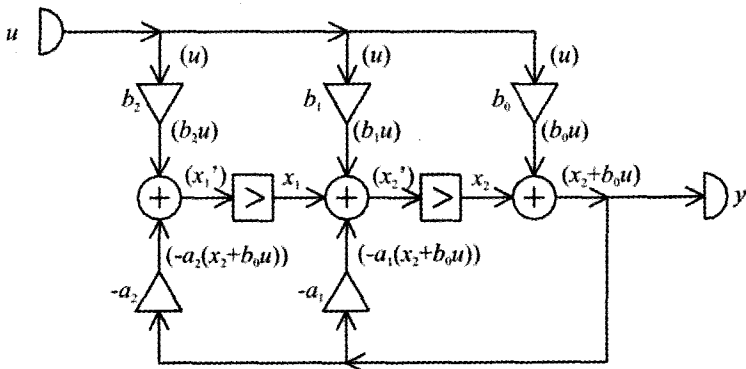 u
(u) (u) (u)
b₂ b₁ b₀
(b₂u) (b₁u) (b₀u)
(x₁') > x₁ (x₂') > x₂ (x₂+b₀u)
+ + +
y
(-a₂(x₂+b₀u)) (-a₁(x₂+b₀u))
-a₂ -a₁